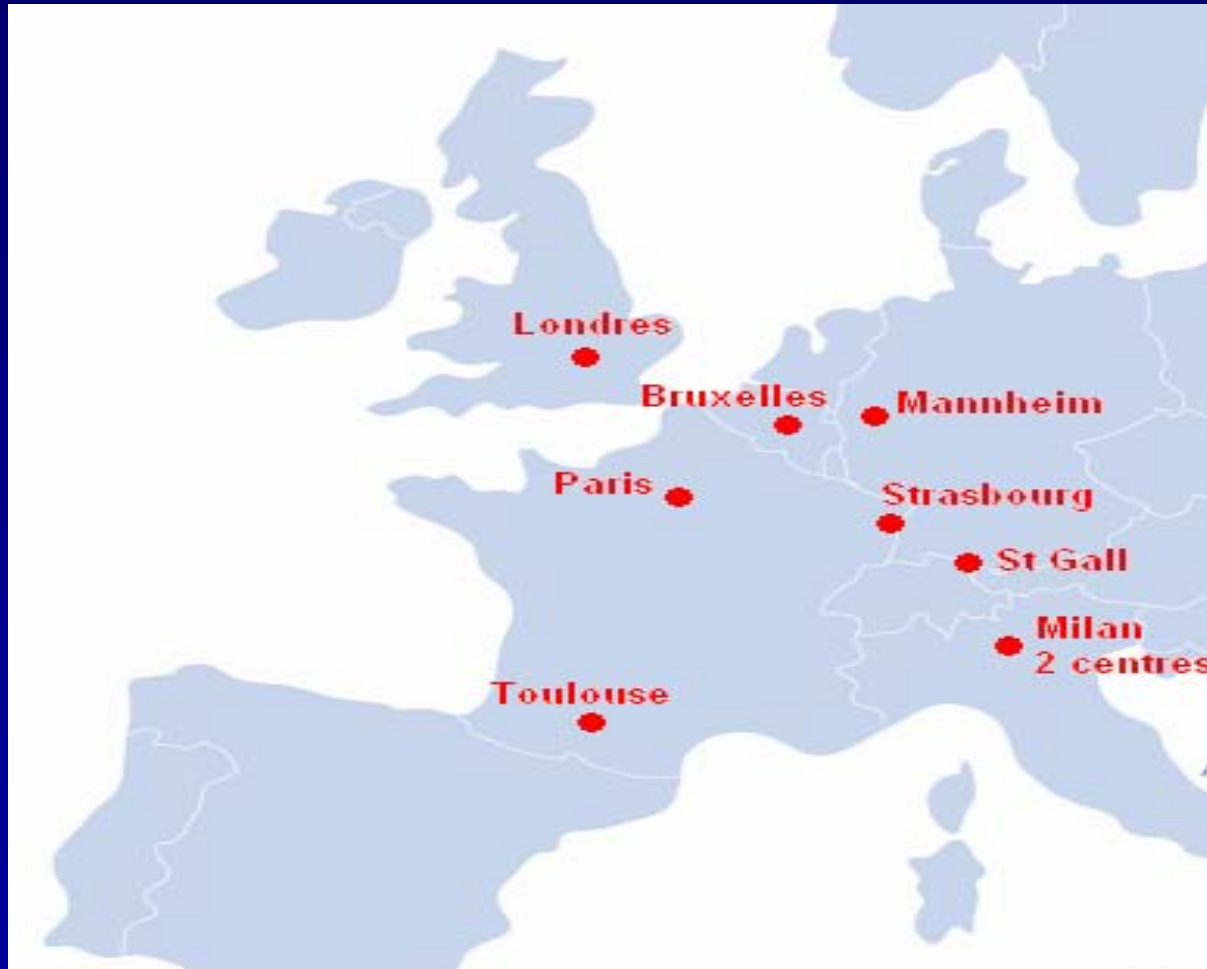 Londres
Bruxelles
Mannheim
Paris
Strasbourg
St Gall
Milan
2 centres
Toulouse